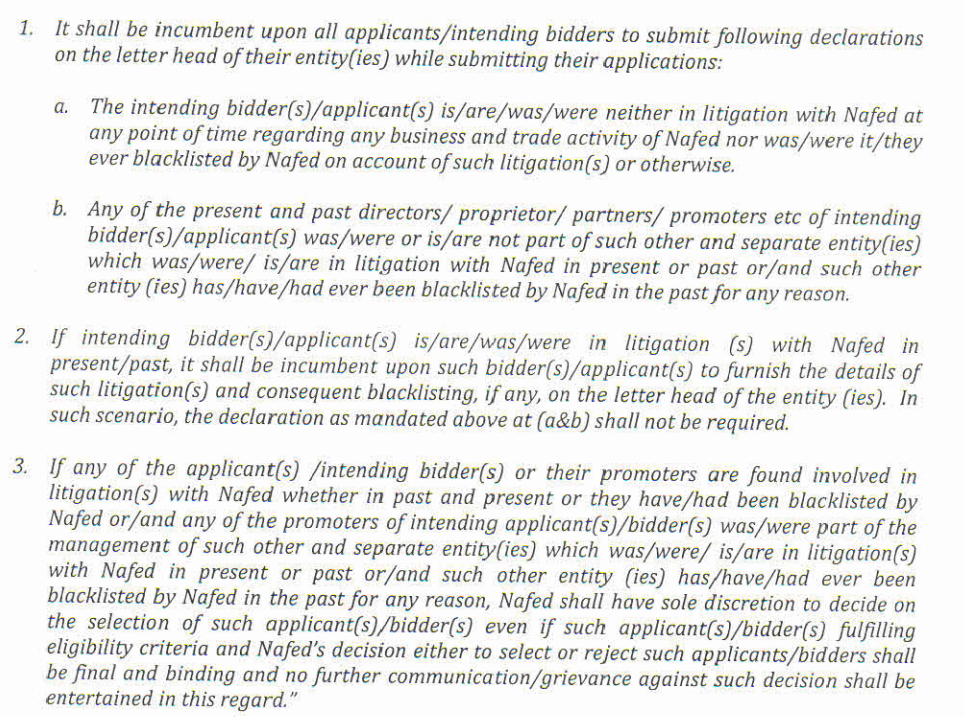 1. It shall be incumbent upon all applicants/intending bidders to submit following declarations
on the letter head of their entity(ies) while submitting their applications:
a. The intending bidder(s)/applicant(s) is/are/was/were neither in litigation with Nafed at
any point of time regarding any business and trade activity of Nafed nor was/were it/they
ever blacklisted by Nafed on account of such litigation(s) or otherwise.
b. Any of the present and past directors/ proprietor/ partners/ promoters etc of intending
bidder(s)/applicant(s) was/were or is/are not part of such other and separate entity(ies)
which was/were/ is/are in litigation with Nafed in present or past or/and such other
entity (ies) has/have/had ever been blacklisted by Nafed in the past for any reason.
2. If intending bidder(s)/applicant(s) is/are/was/were in litigation (s) with Nafed in
present/past, it shall be incumbent upon such bidder(s)/applicant(s) to furnish the details of
such litigation(s) and consequent blacklisting, if any, on the letter head of the entity (ies). In
such scenario, the declaration as mandated above at (a&b) shall not be required.
3. If any of the applicant(s) /intending bidder(s) or their promoters are found involved in
litigation(s) with Nafed whether in past and present or they have/had been blacklisted by
Nafed or/and any of the promoters of intending applicant(s)/bidder(s) was/were part of the
management of such other and separate entity(ies) which was/were/ is/are in litigation(s)
with Nafed in present or past or/and such other entity (ies) has/have/had ever been
blacklisted by Nafed in the past for any reason, Nafed shall have sole discretion to decide on
the selection of such applicant(s)/bidder(s) even if such applicant(s)/bidder(s) fulfilling
eligibility criteria and Nafed's decision either to select or reject such applicants/bidders shall
be final and binding and no further communication/grievance against such decision shall be
entertained in this regard."